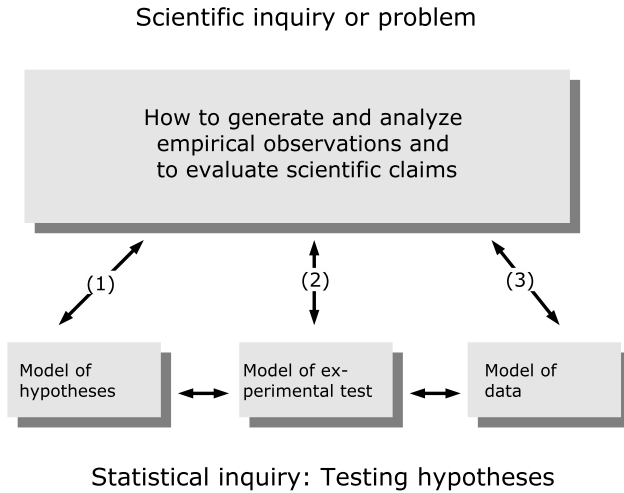 Scientific inquiry or problem
How to generate and analyze
empirical observations and
to evaluate scientific claims
(1)
(2)
(3)
Model of
hypotheses
Model of ex-
perimental test
Model of
data
Statistical inquiry: Testing hypotheses